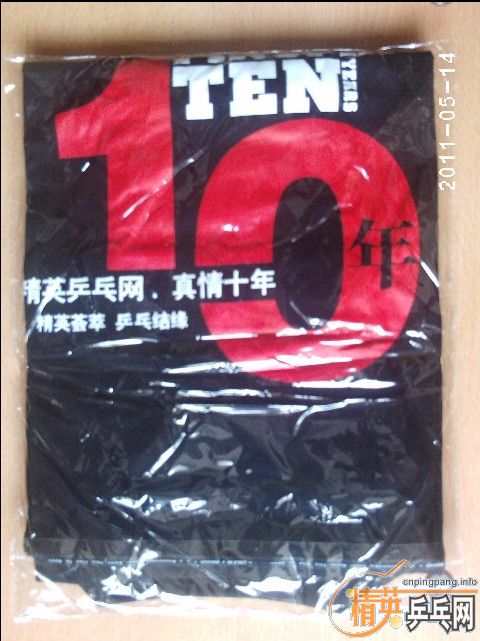 TEN
YEARS
10
年
精英乒乓网.真情十年
精英荟萃 乒乓结缘
2011-05-14
cnpingpang.info
精英乒乓网